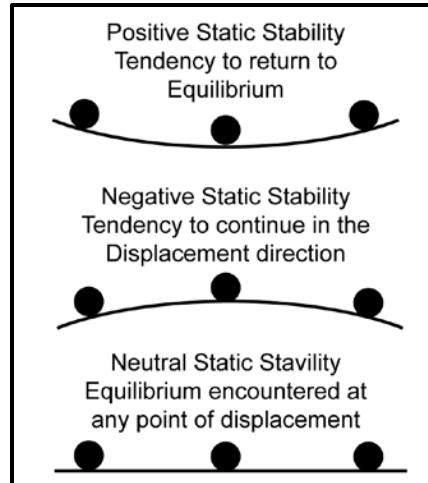 Positive Static Stability
Tendency to return to
Equilibrium
Negative Static Stability
Tendency to continue in the
Displacement direction
Neutral Static Stavility
Equilibrium encountered at
any point of displacement